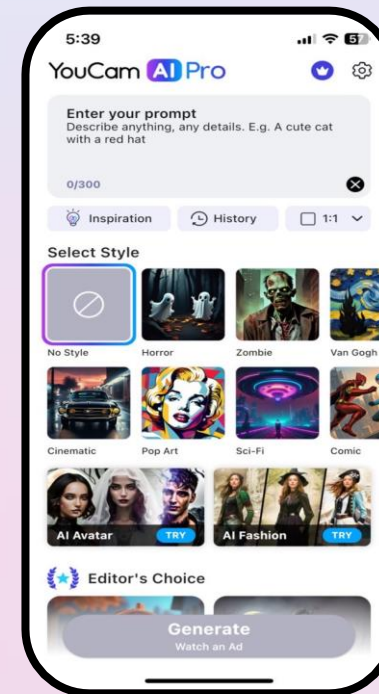 5:39
57
YouCam AI Pro
Enter your prompt
Describe anything, any details. E.g. A cute cat
with a red hat
0/300
Inspiration
History
1:1
Select Style
No Style
Horror
Zombie
Van Gogh
Cinematic
Pop Art
Sci-Fi
Comic
AI Avatar
TRY
AI Fashion
TRY
Editor's Choice
Generate
Watch an Ad